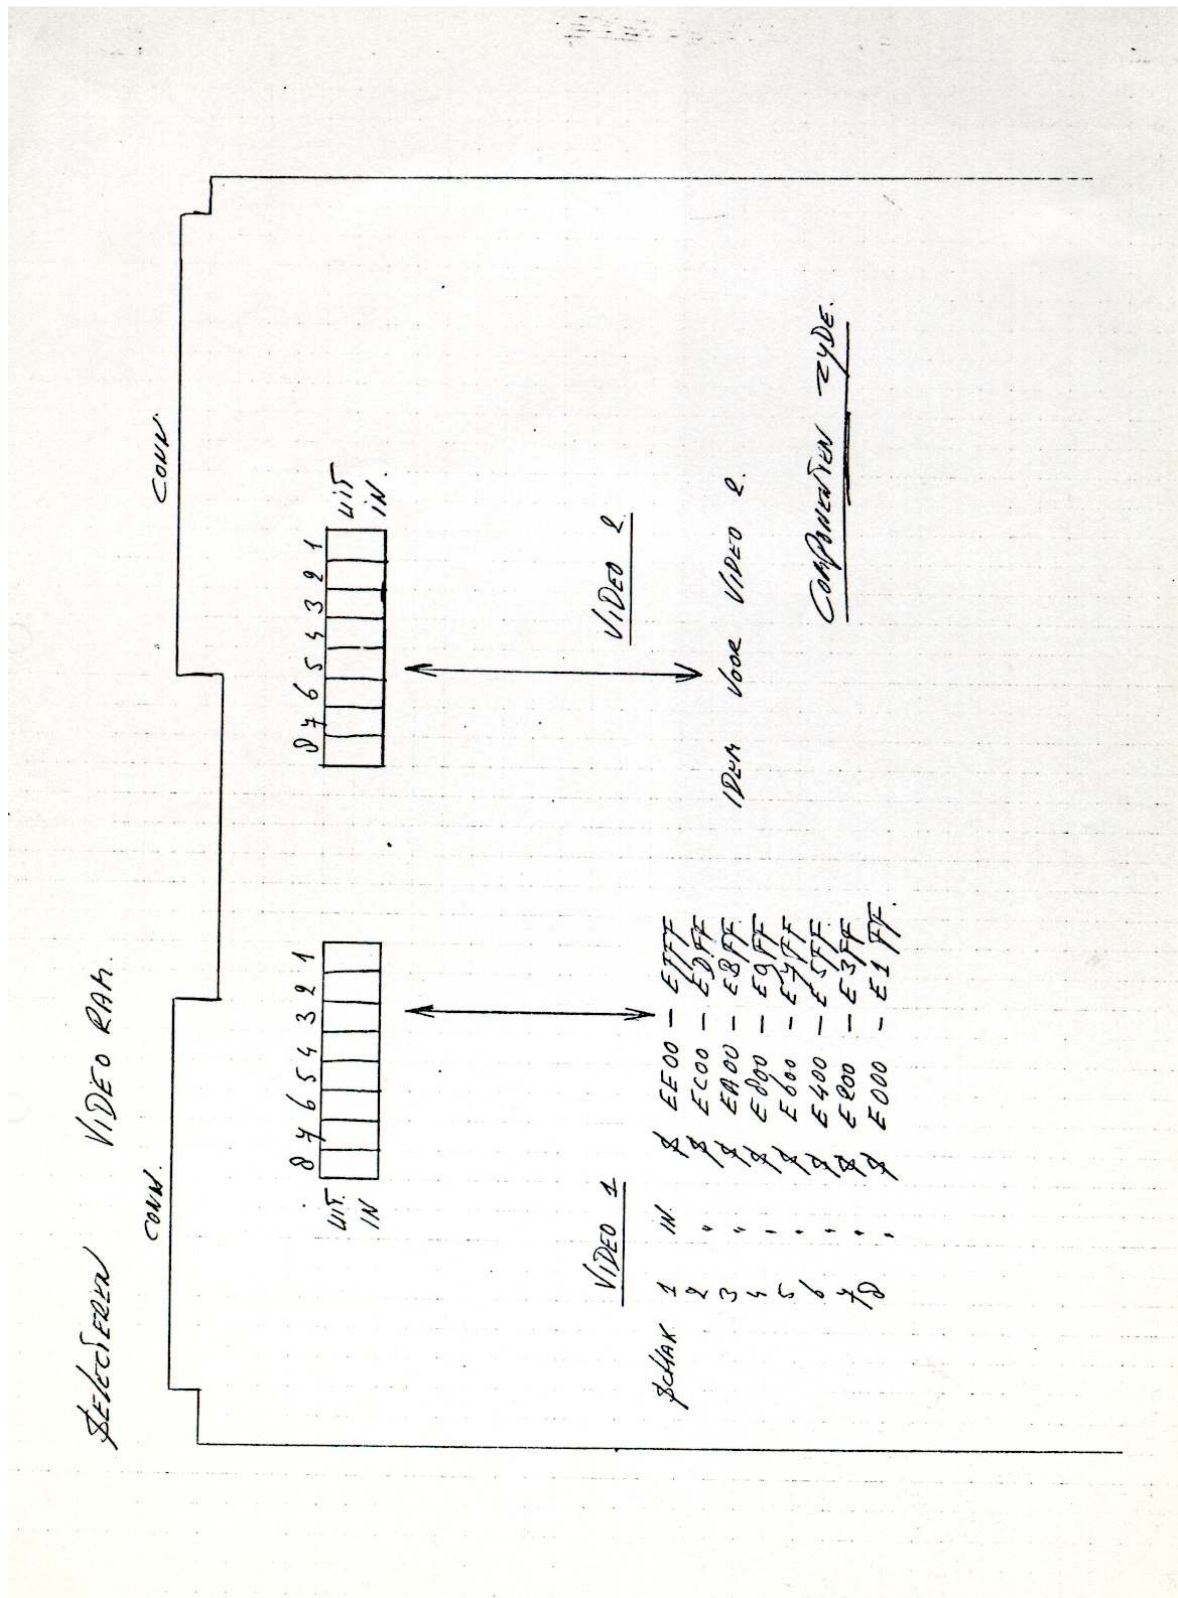 SELECTEREN VIDEO RAM.
CONN. CONN.
8 7 6 5 4 3 2 1
UIT.
IN
8 7 6 5 4 3 2 1
UIT
IN.
VIDEO 1
SCHAK 1 IN $ EE00 – EFFF
2 " $ EC00 – EDFF
3 " $ EA00 – EBFF
4 " $ E800 – E9FF
5 " $ E600 – E7FF
6 " $ E400 – E5FF
7 " $ E200 – E3FF
8 " $ E000 – E1FF.
VIDEO 2
IDEM VOOR VIDEO 2.
COMPONENTEN ZYDE.